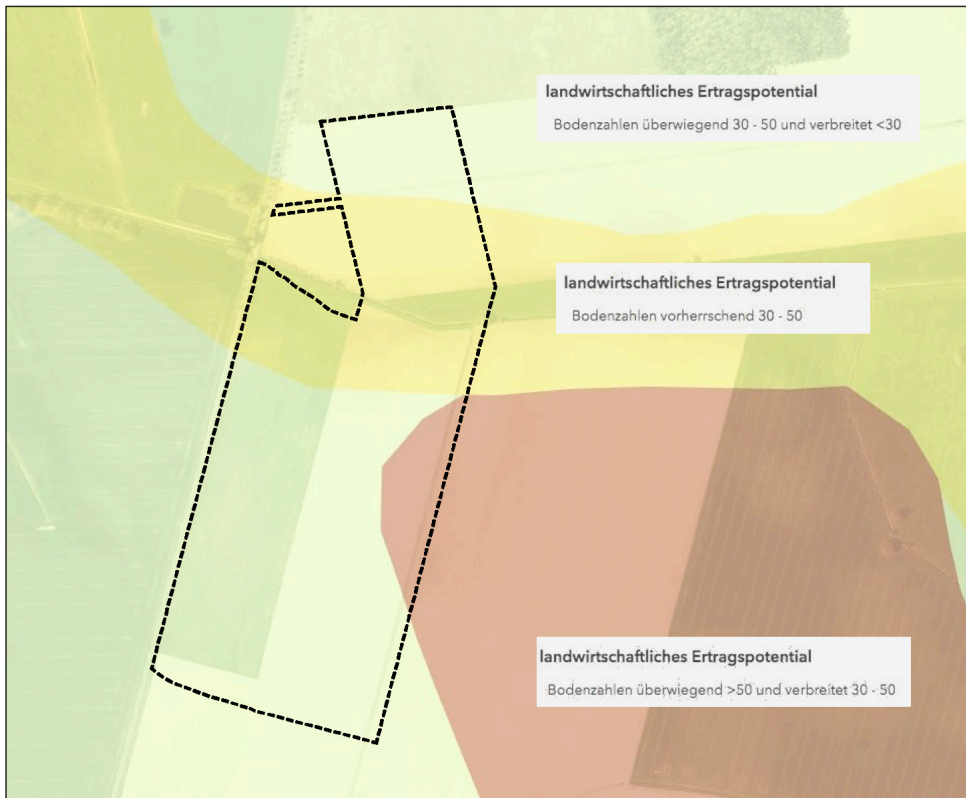 landwirtschaftliches Ertragspotential
Bodenzahlen überwiegend 30 - 50 und verbreitet <30
landwirtschaftliches Ertragspotential
Bodenzahlen vorherrschend 30 - 50
landwirtschaftliches Ertragspotential
Bodenzahlen überwiegend >50 und verbreitet 30 - 50